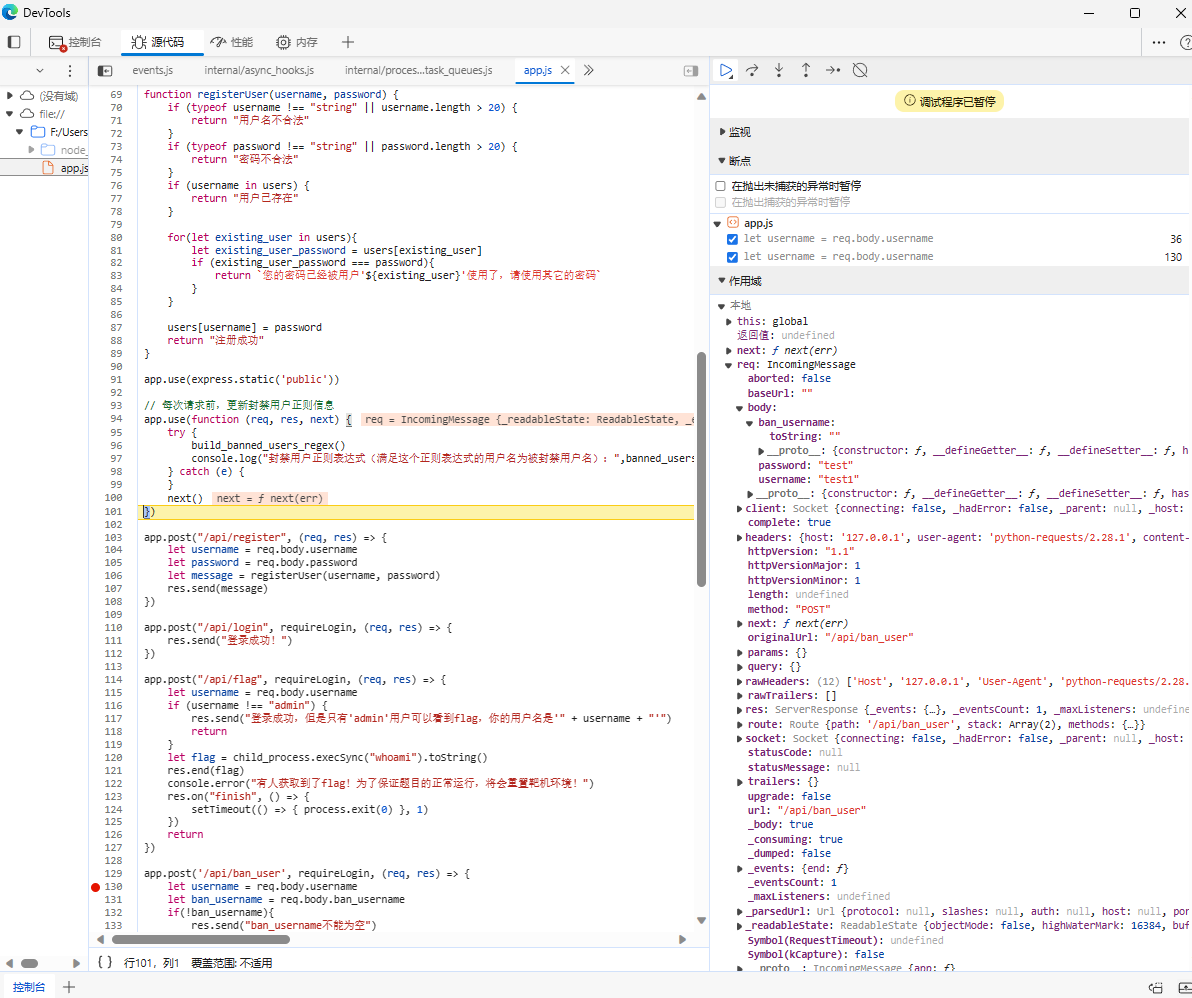 DevTools
控制台
源代码
性能
内存
events.js
internal/async_hooks.js
internal/proces...task_queues.js
app.js
(没有域)
file://
F:/Users
node_
app.js
69 function registerUser(username, password) {
70 if (typeof username !== "string" || username.length > 20) {
71 return "用户名不合法"
72 }
73 if (typeof password !== "string" || password.length > 20) {
74 return "密码不合法"
75 }
76 if (username in users) {
77 return "用户已存在"
78 }
79
80 for(let existing_user in users){
81 let existing_user_password = users[existing_user]
82 if (existing_user_password === password){
83 return `您的密码已经被用户'${existing_user}'使用了，请使用其它的密码`
84 }
85 }
86
87 users[username] = password
88 return "注册成功"
89 }
90
91 app.use(express.static('public'))
92
93 // 每次请求前，更新封禁用户正则信息
94 app.use(function (req, res, next) { req = IncomingMessage {_readableState: ReadableState, _e
95 try {
96 build_banned_users_regex()
97 console.log("封禁用户正则表达式（满足这个正则表达式的用户名为被封禁用户名）：",banned_users
98 } catch (e) {
99 }
100 next() next = ƒ next(err)
101 })
102
103 app.post("/api/register", (req, res) => {
104 let username = req.body.username
105 let password = req.body.password
106 let message = registerUser(username, password)
107 res.send(message)
108 })
109
110 app.post("/api/login", requireLogin, (req, res) => {
111 res.send("登录成功！")
112 })
113
114 app.post("/api/flag", requireLogin, (req, res) => {
115 let username = req.body.username
116 if (username !== "admin") {
117 res.send("登录成功，但是只有'admin'用户可以看到flag，你的用户名是'" + username + "'")
118 return
119 }
120 let flag = child_process.execSync("whoami").toString()
121 res.end(flag)
122 console.error("有人获取到了flag！为了保证题目的正常运行，将会重置靶机环境！")
123 res.on("finish", () => {
124 setTimeout(() => { process.exit(0) }, 1)
125 })
126 return
127 })
128
129 app.post('/api/ban_user', requireLogin, (req, res) => {
130 let username = req.body.username
131 let ban_username = req.body.ban_username
132 if(!ban_username){
133 res.send("ban_username不能为空")
{ } 行101，列1 覆盖范围: 不适用
调试程序已暂停
监视
断点
在抛出未捕获的异常时暂停
在抛出捕获的异常时暂停
app.js
let username = req.body.username 36
let username = req.body.username 130
作用域
本地
this: global
返回值: undefined
next: ƒ next(err)
req: IncomingMessage
aborted: false
baseUrl: ""
body:
ban_username:
toString: ""
__proto__: {constructor: ƒ, __defineGetter__: ƒ, __defineSetter__: ƒ, h
password: "test"
username: "test1"
__proto__: {constructor: ƒ, __defineGetter__: ƒ, __defineSetter__: ƒ, has
client: Socket {connecting: false, _hadError: false, _parent: null, _host:
complete: true
headers: {host: '127.0.0.1', user-agent: 'python-requests/2.28.1', content-
httpVersion: "1.1"
httpVersionMajor: 1
httpVersionMinor: 1
length: undefined
method: "POST"
next: ƒ next(err)
originalUrl: "/api/ban_user"
params: {}
query: {}
rawHeaders: (12) ['Host', '127.0.0.1', 'User-Agent', 'python-requests/2.28.
rawTrailers: []
res: ServerResponse {_events: {…}, _eventsCount: 1, _maxListeners: undefine
route: Route {path: '/api/ban_user', stack: Array(2), methods: {…}}
socket: Socket {connecting: false, _hadError: false, _parent: null, _host:
statusCode: null
statusMessage: null
trailers: {}
upgrade: false
url: "/api/ban_user"
_body: true
_consuming: true
_dumped: false
_events: {end: ƒ}
_eventsCount: 1
_maxListeners: undefined
_parsedUrl: Url {protocol: null, slashes: null, auth: null, host: null, por
_readableState: ReadableState {objectMode: false, highWaterMark: 16384, buf
Symbol(RequestTimeout): undefined
Symbol(kCapture): false
__proto__: IncomingMessage {app: ƒ}
控制台